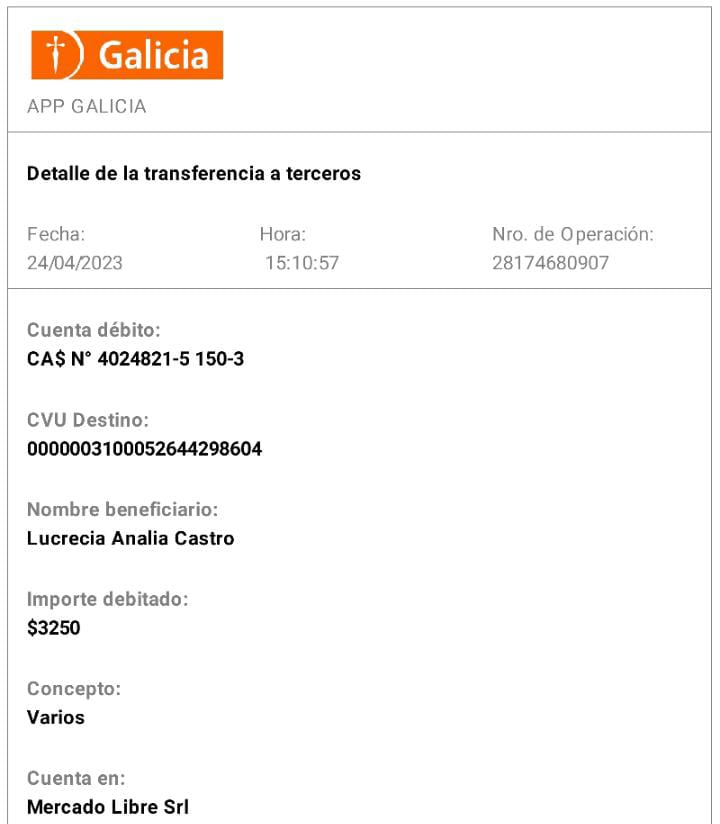 Galicia
APP GALICIA
Detalle de la transferencia a terceros
Fecha: Hora: Nro. de Operación:
24/04/2023 15:10:57 28174680907
Cuenta débito:
CA$ N° 4024821-5 150-3
CVU Destino:
0000003100052644298604
Nombre beneficiario:
Lucrecia Analia Castro
Importe debitado:
$3250
Concepto:
Varios
Cuenta en:
Mercado Libre Srl